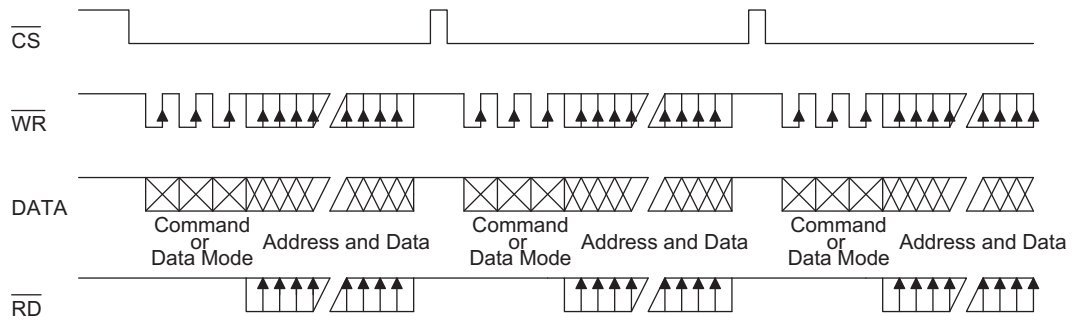 CS
WR
DATA
Command
or
Data Mode
Address and Data
Command
or
Data Mode
Address and Data
Command
or
Data Mode
Address and Data
RD